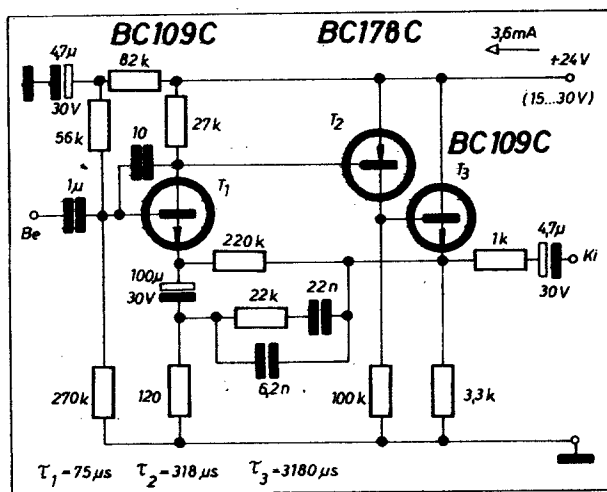 BC109C BC178C 3,6mA
4,7μ 82k +24V
30V (15...30V)
56k 10 27k T2 BC109C
1μ T1 T3
Be 220k 4,7μ
100μ 1k Ki
30V 22k 22n 30V
6,2n
270k 120 100k 3,3k
τ1=75μs τ2=318μs τ3=3180μs